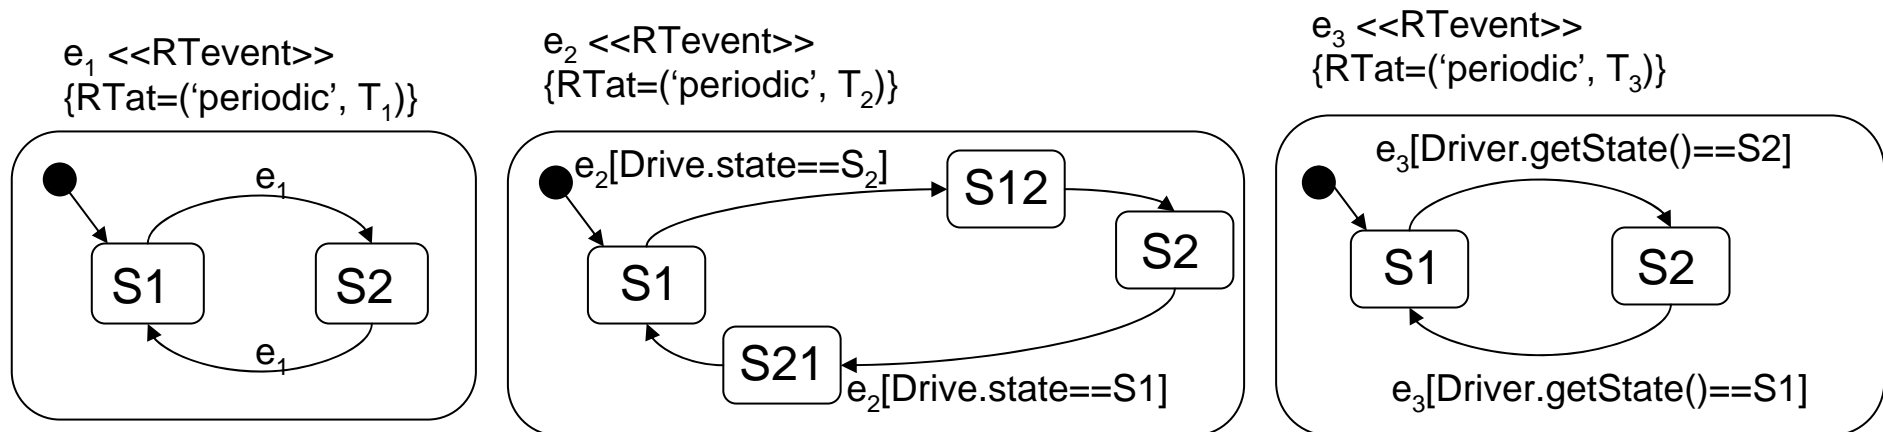 e₁ <<RTevent>>
{RTat=(‘periodic’, T₁)}
e₁
S1
S2
e₁
e₂ <<RTevent>>
{RTat=(‘periodic’, T₂)}
e₂[Drive.state==S₂]
S12
S2
S1
S21
e₂[Drive.state==S1]
e₃ <<RTevent>>
{RTat=(‘periodic’, T₃)}
e₃[Driver.getState()==S2]
S1
S2
e₃[Driver.getState()==S1]